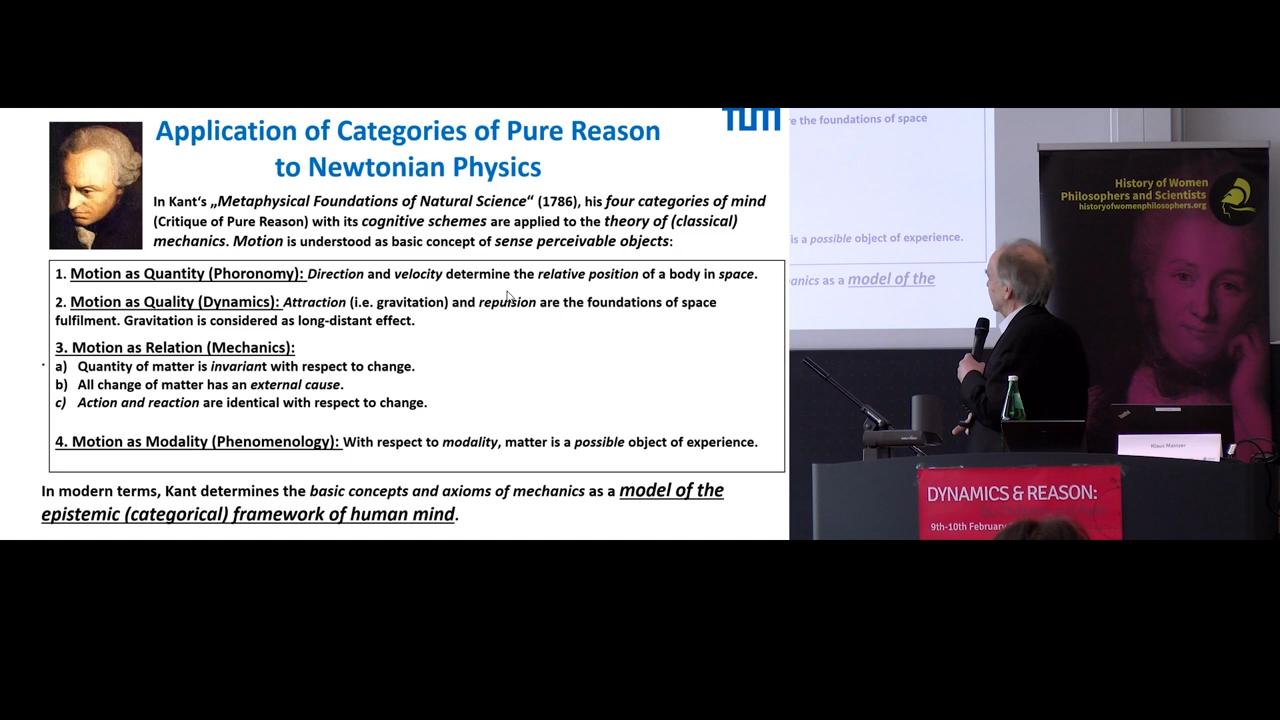 TUM
Application of Categories of Pure Reason
to Newtonian Physics
In Kant‘s „Metaphysical Foundations of Natural Science“ (1786), his four categories of mind
(Critique of Pure Reason) with its cognitive schemes are applied to the theory of (classical)
mechanics. Motion is understood as basic concept of sense perceivable objects:
1. Motion as Quantity (Phoronomy): Direction and velocity determine the relative position of a body in space.
2. Motion as Quality (Dynamics): Attraction (i.e. gravitation) and repulsion are the foundations of space
fulfilment. Gravitation is considered as long-distant effect.
3. Motion as Relation (Mechanics):
a) Quantity of matter is invariant with respect to change.
b) All change of matter has an external cause.
c) Action and reaction are identical with respect to change.
4. Motion as Modality (Phenomenology): With respect to modality, matter is a possible object of experience.
In modern terms, Kant determines the basic concepts and axioms of mechanics as a model of the
epistemic (categorical) framework of human mind.
re the foundations of space
is a possible object of experience.
anics as a model of the
History of Women
Philosophers and Scientists
historyofwomenphilosophers.org
ThinkPad
Klaus Mainzer
DYNAMICS & REASON:
9th-10th February